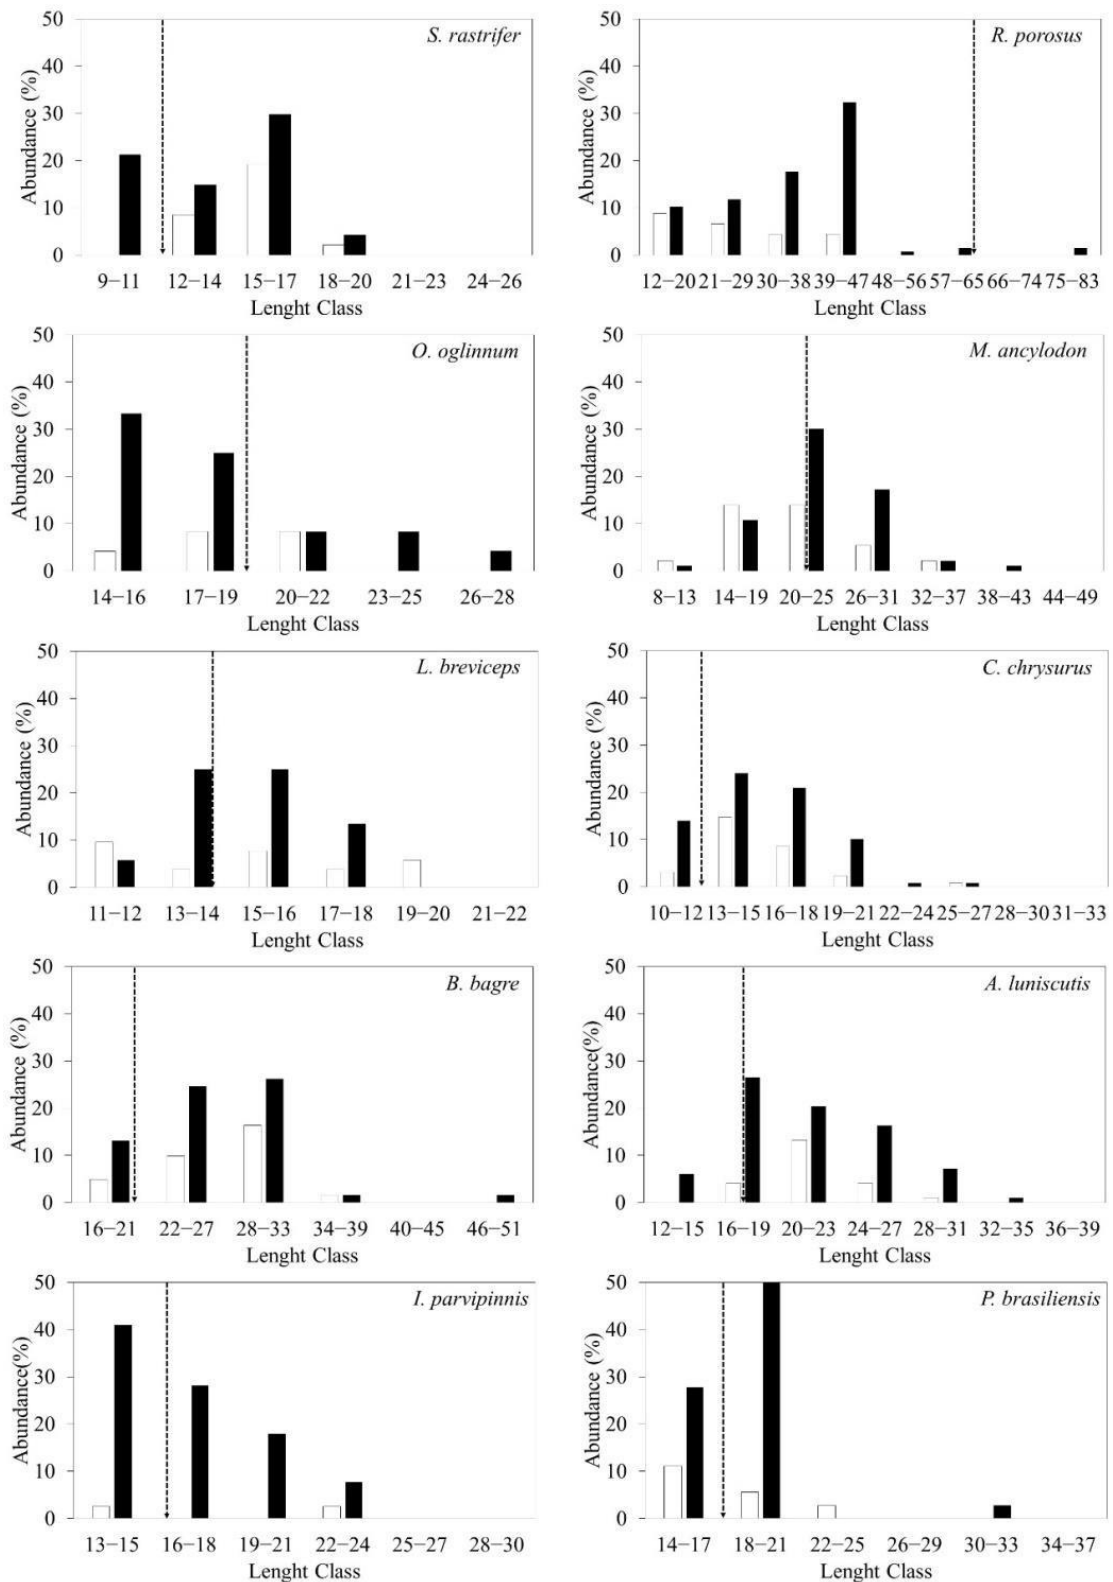 S. rastrifer
Abundance (%)
50
40
30
20
10
0
9−11 12−14 15−17 18−20 21−23 24−26
Lenght Class
R. porosus
Abundance (%)
50
40
30
20
10
0
12−20 21−29 30−38 39−47 48−56 57−65 66−74 75−83
Lenght Class
O. oglinnum
Abundance (%)
50
40
30
20
10
0
14−16 17−19 20−22 23−25 26−28
Lenght Class
M. ancylodon
Abundance (%)
50
40
30
20
10
0
8−13 14−19 20−25 26−31 32−37 38−43 44−49
Lenght Class
L. breviceps
Abundance (%)
50
40
30
20
10
0
11−12 13−14 15−16 17−18 19−20 21−22
Lenght Class
C. chrysurus
Abundance (%)
50
40
30
20
10
0
10−12 13−15 16−18 19−21 22−24 25−27 28−30 31−33
Lenght Class
B. bagre
Abundance (%)
50
40
30
20
10
0
16−21 22−27 28−33 34−39 40−45 46−51
Lenght Class
A. luniscutis
Abundance(%)
50
40
30
20
10
0
12−15 16−19 20−23 24−27 28−31 32−35 36−39
Lenght Class
I. parvipinnis
Abundance(%)
50
40
30
20
10
0
13−15 16−18 19−21 22−24 25−27 28−30
Lenght Class
P. brasiliensis
Abundance (%)
50
40
30
20
10
0
14−17 18−21 22−25 26−29 30−33 34−37
Lenght Class